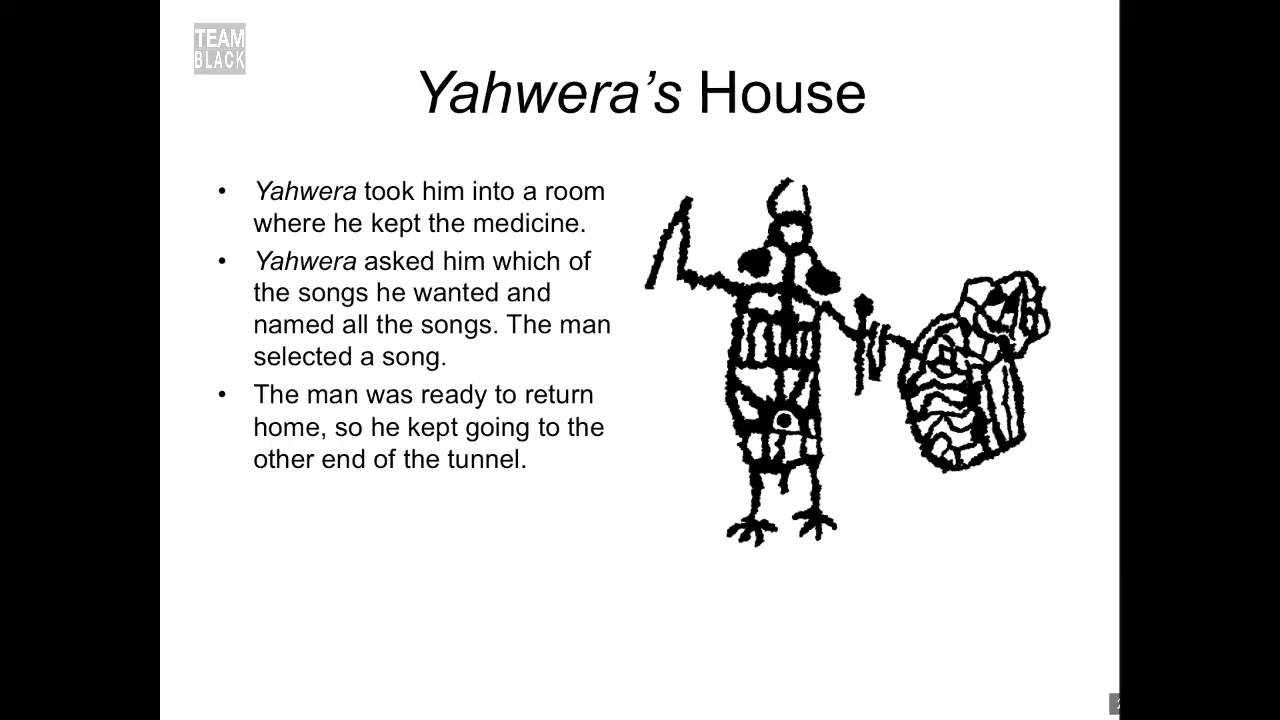 TEAM
BLACK
Yahwera’s House
• Yahwera took him into a room
where he kept the medicine.
• Yahwera asked him which of
the songs he wanted and
named all the songs. The man
selected a song.
• The man was ready to return
home, so he kept going to the
other end of the tunnel.